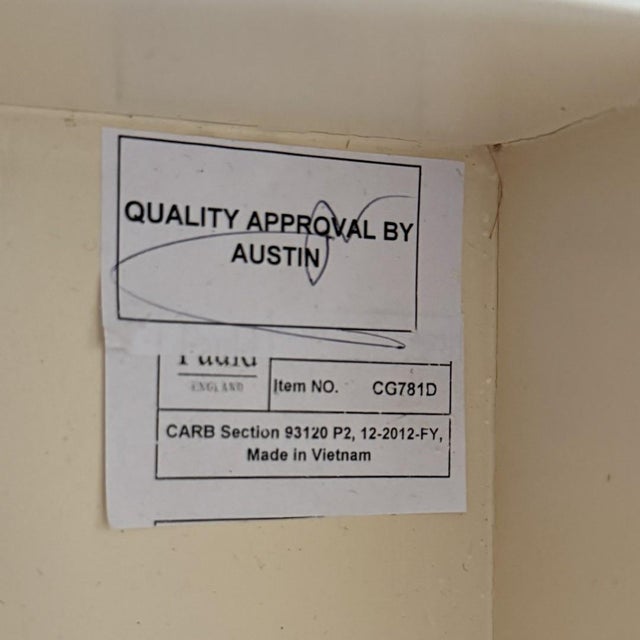 QUALITY APPROVAL BY
AUSTIN
ENGLAND
Item NO. CG781D
CARB Section 93120 P2, 12-2012-FY,
Made in Vietnam